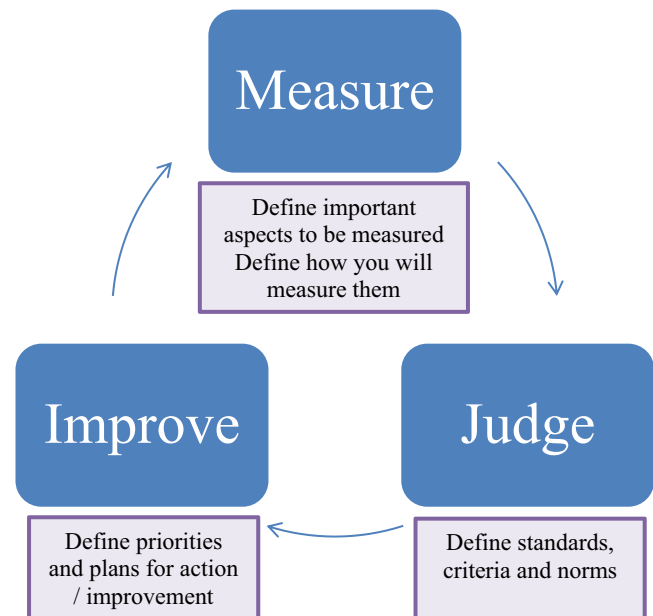 Measure
Define important
aspects to be measured
Define how you will
measure them
Improve
Judge
Define priorities
and plans for action
/ improvement
Define standards,
criteria and norms